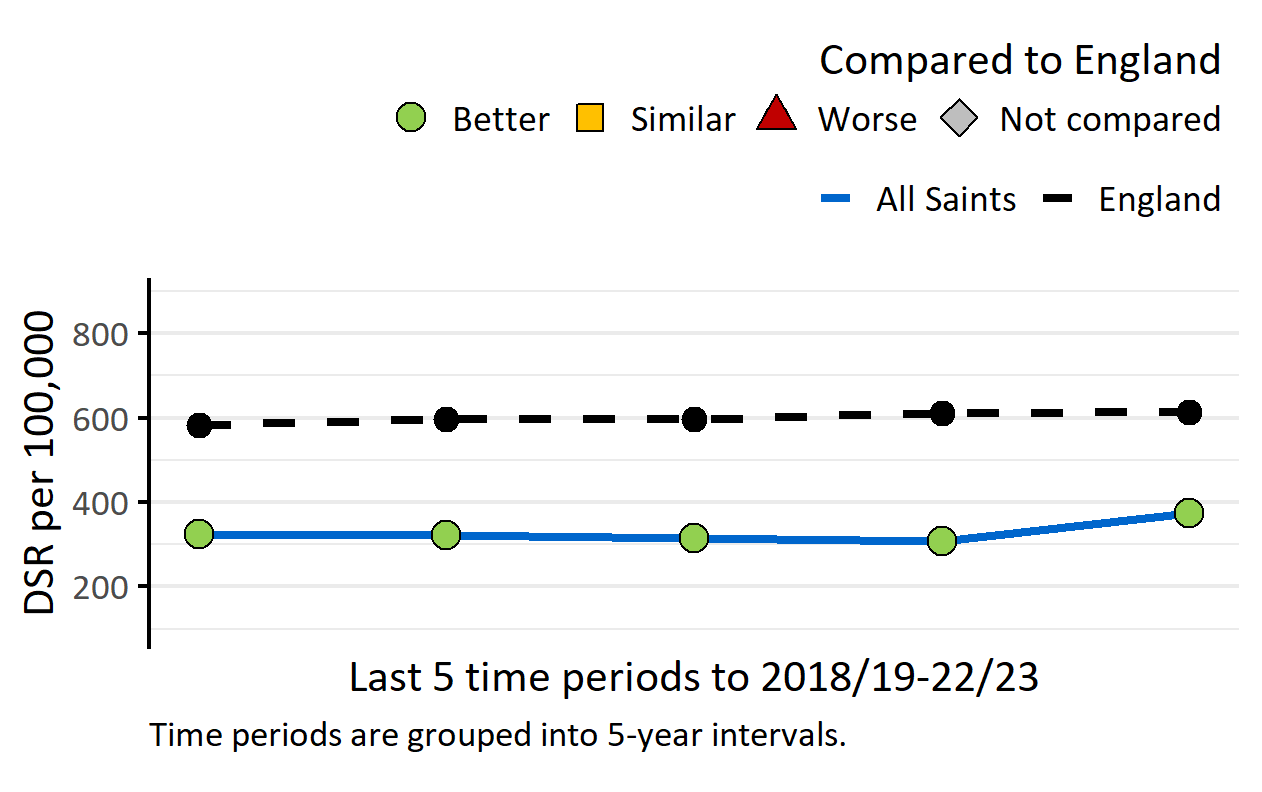 Compared to England
Better Similar Worse Not compared
All Saints England
DSR per 100,000
800
600
400
200
Last 5 time periods to 2018/19-22/23
Time periods are grouped into 5-year intervals.